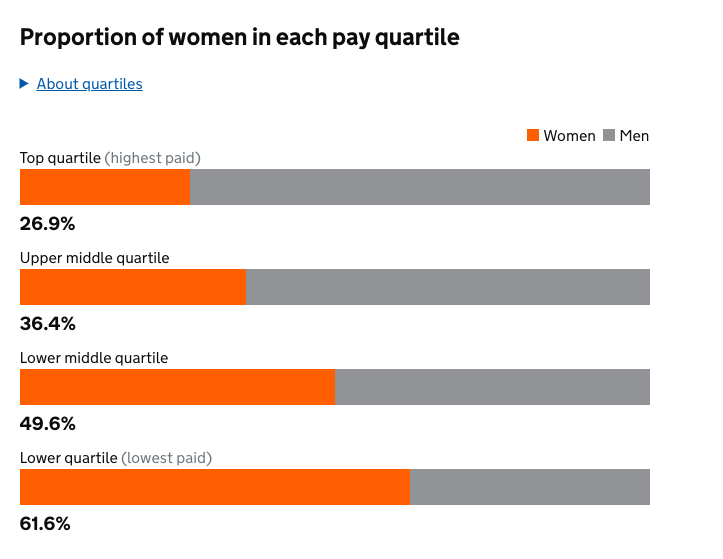 Proportion of women in each pay quartile
About quartiles
Women Men
Top quartile (highest paid)
26.9%
Upper middle quartile
36.4%
Lower middle quartile
49.6%
Lower quartile (lowest paid)
61.6%